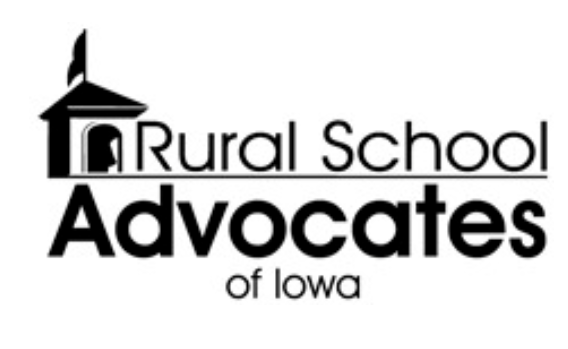 Rural School
Advocates
of Iowa